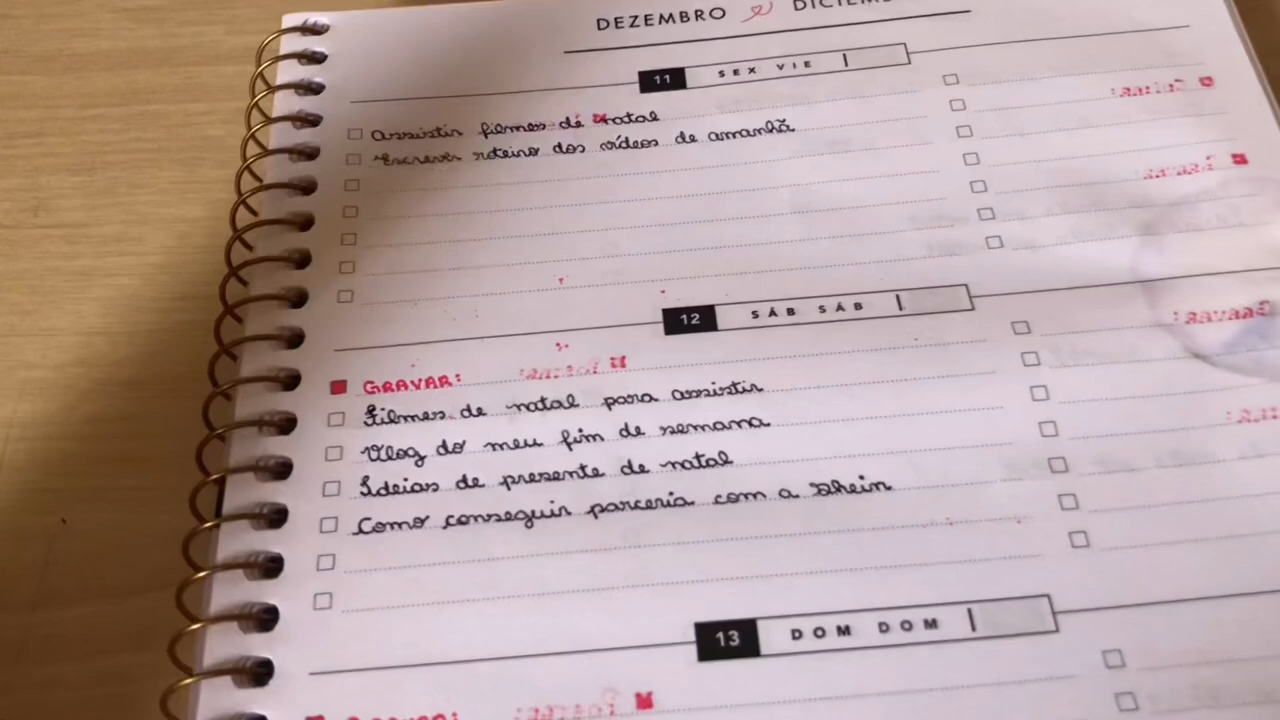 DEZEMBRO
11 SEX VIE
Assistir filmes de natal
Escrever roteiro dos vídeos de amanhã
12 SÁB SÁB
GRAVAR:
Filmes de natal para assistir
Vlog do meu fim de semana
Ideias de presente de natal
Como conseguir parceria com a Shein
13 DOM DOM
GRAVAR: